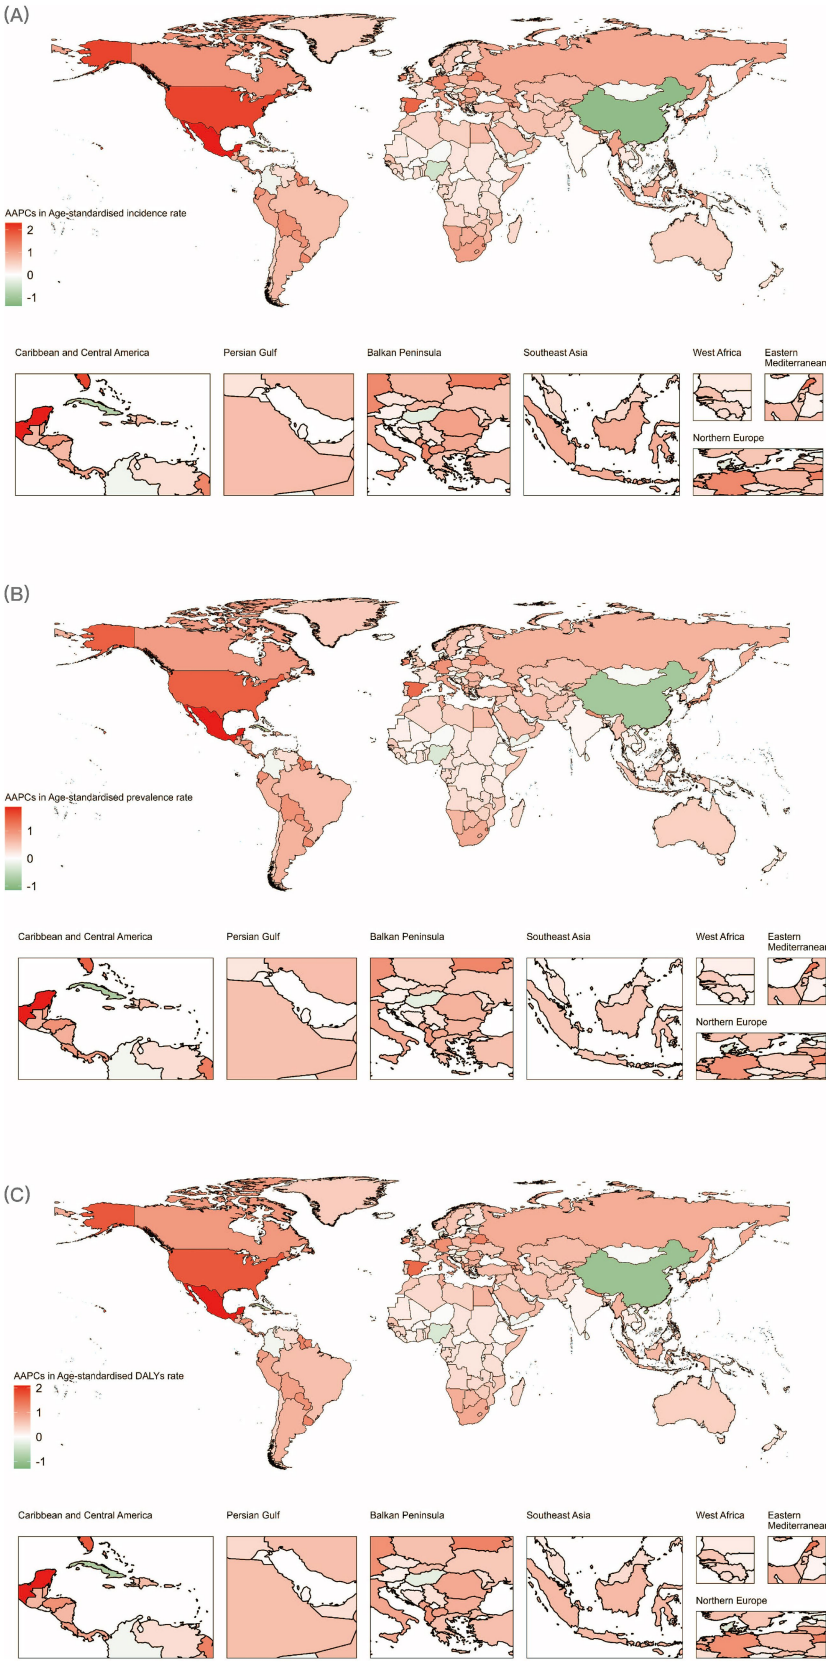 (A)
AAPCs in Age-standardised incidence rate
2
1
0
-1
Caribbean and Central America
Persian Gulf
Balkan Peninsula
Southeast Asia
West Africa
Eastern
Mediterranean
Northern Europe
(B)
AAPCs in Age-standardised prevalence rate
1
0
-1
Caribbean and Central America
Persian Gulf
Balkan Peninsula
Southeast Asia
West Africa
Eastern
Mediterranean
Northern Europe
(C)
AAPCs in Age-standardised DALYs rate
2
1
0
-1
Caribbean and Central America
Persian Gulf
Balkan Peninsula
Southeast Asia
West Africa
Eastern
Mediterranean
Northern Europe